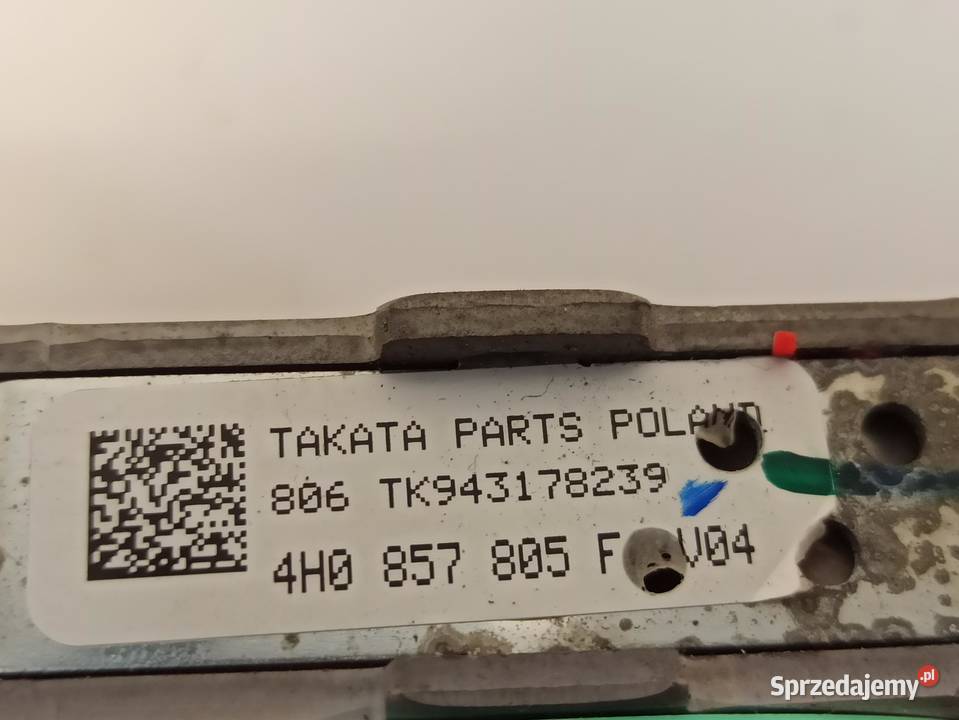 TAKATA PARTS POLAND
806 TK943178239
4H0 857 805 F V04
Sprzedajemy.pl